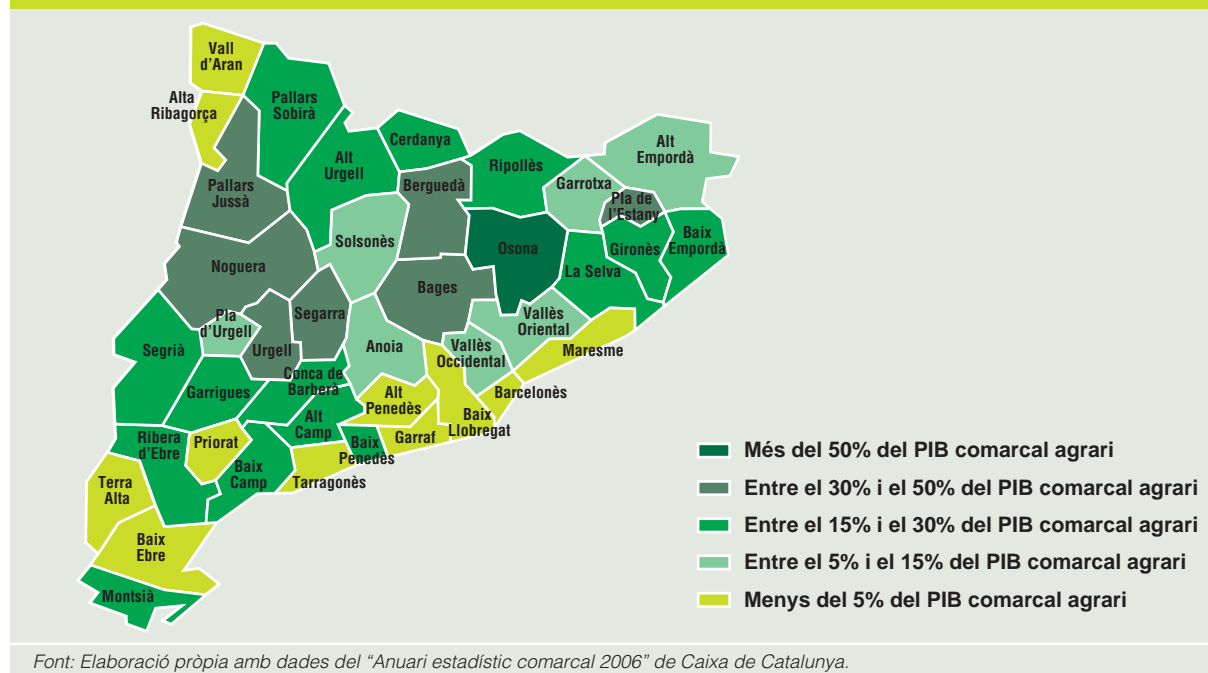 Vall
d'Aran
Alta
Ribagorça
Pallars
Sobirà
Cerdanya
Alt
Urgell
Ripollès
Alt
Empordà
Garrotxa
Berguedà
Pallars
Jussà
Pla de
l'Estany
Solsonès
Osona
Gironès
Baix
Empordà
Noguera
La Selva
Bages
Segarra
Pla
d'Urgell
Vallès
Oriental
Segrià
Urgell
Anoia
Vallès
Occidental
Maresme
Conca de
Barberà
Garrigues
Alt
Penedès
Barcelonès
Baix
Llobregat
Alt
Camp
Garraf
Ribera
d'Ebre
Priorat
Baix
Penedès
Baix
Camp
Tarragonès
Terra
Alta
Baix
Ebre
Montsià
Més del 50% del PIB comarcal agrari
Entre el 30% i el 50% del PIB comarcal agrari
Entre el 15% i el 30% del PIB comarcal agrari
Entre el 5% i el 15% del PIB comarcal agrari
Menys del 5% del PIB comarcal agrari
Font: Elaboració pròpia amb dades del “Anuari estadístic comarcal 2006” de Caixa de Catalunya.